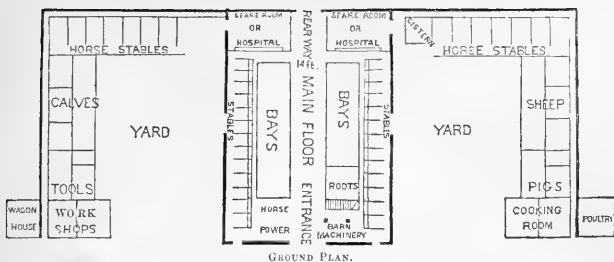 SPARE ROOM
OR
HOSPITAL
REAR WAY
14 ft.
SPARE ROOM
OR
HOSPITAL
CISTERN
HORSE STABLES
HORSE STABLES
CALVES
YARD
STABLES
BAYS
MAIN FLOOR
BAYS
STABLES
YARD
SHEEP
TOOLS
ROOTS
PIGS
WAGON
HOUSE
WORK
SHOPS
HORSE
POWER
ENTRANCE
BARN
MACHINERY
COOKING
ROOM
POULTRY
GROUND PLAN.